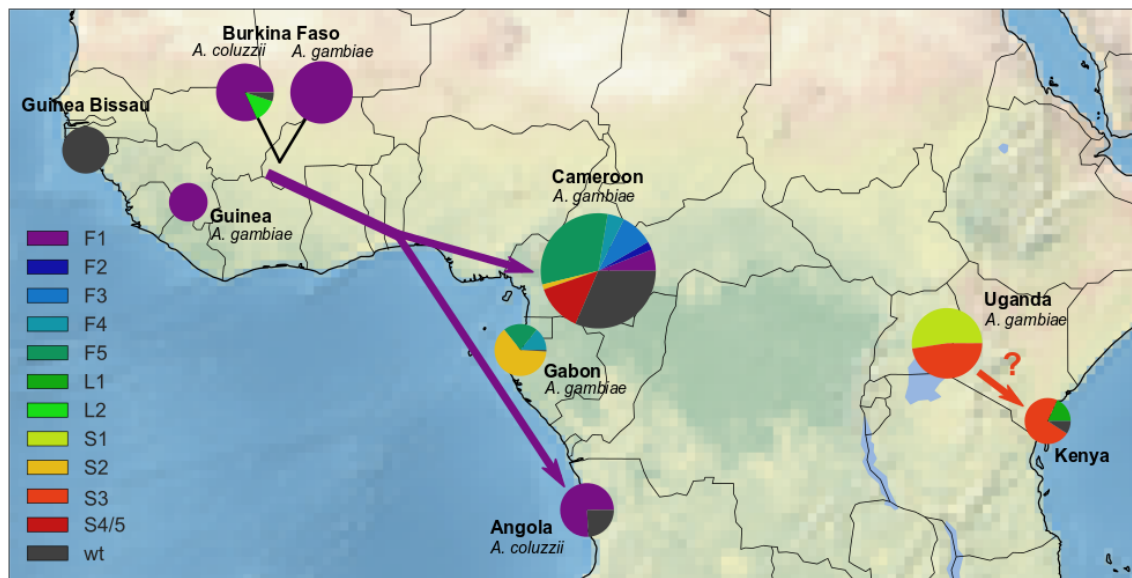 Burkina Faso
A. coluzzii
A. gambiae
Guinea Bissau
Guinea
A. gambiae
Cameroon
A. gambiae
Uganda
A. gambiae
?
Gabon
A. gambiae
Kenya
Angola
A. coluzzii
F1
F2
F3
F4
F5
L1
L2
S1
S2
S3
S4/5
wt